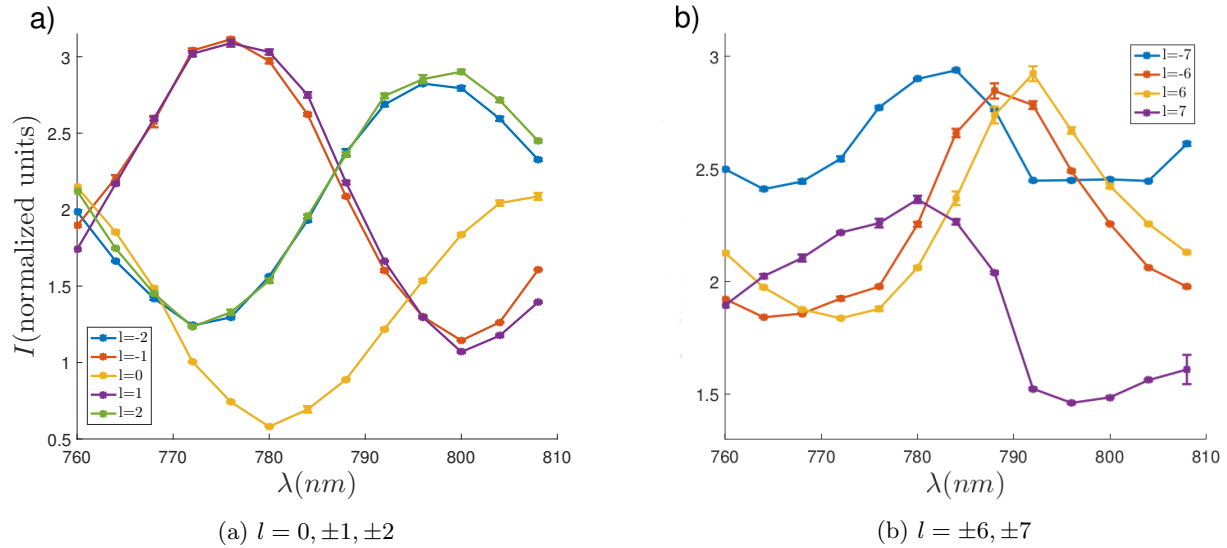 a)
I(normalized units)
3
2.5
2
1.5
1
0.5
760
770
780
790
800
810
λ(nm)
l=-2
l=-1
l=0
l=1
l=2
(a) l = 0, ±1, ±2
b)
3
2.5
2
1.5
760
770
780
790
800
810
λ(nm)
l=-7
l=-6
l=6
l=7
(b) l = ±6, ±7